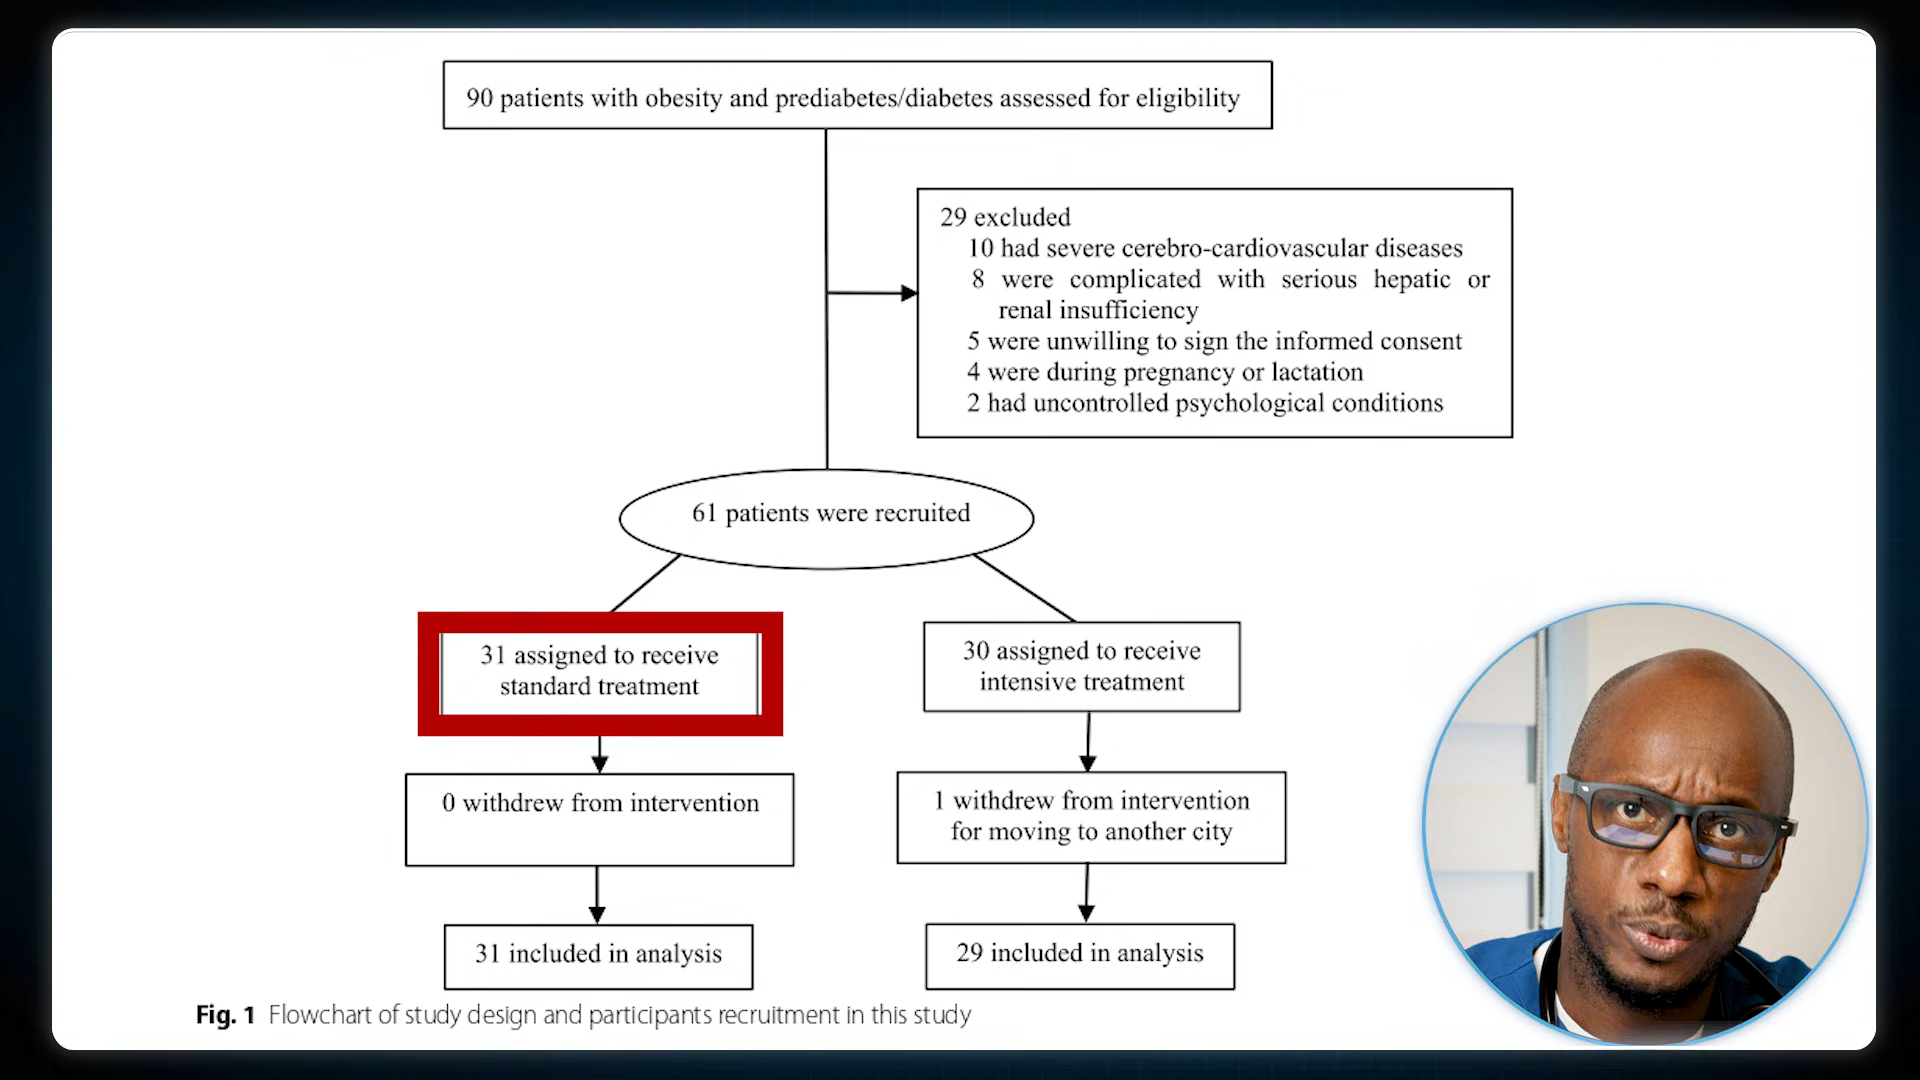 90 patients with obesity and prediabetes/diabetes assessed for eligibility
29 excluded
10 had severe cerebro-cardiovascular diseases
8 were complicated with serious hepatic or
renal insufficiency
5 were unwilling to sign the informed consent
4 were during pregnancy or lactation
2 had uncontrolled psychological conditions
61 patients were recruited
31 assigned to receive
standard treatment
30 assigned to receive
intensive treatment
0 withdrew from intervention
1 withdrew from intervention
for moving to another city
31 included in analysis
29 included in analysis
Fig. 1 Flowchart of study design and participants recruitment in this study